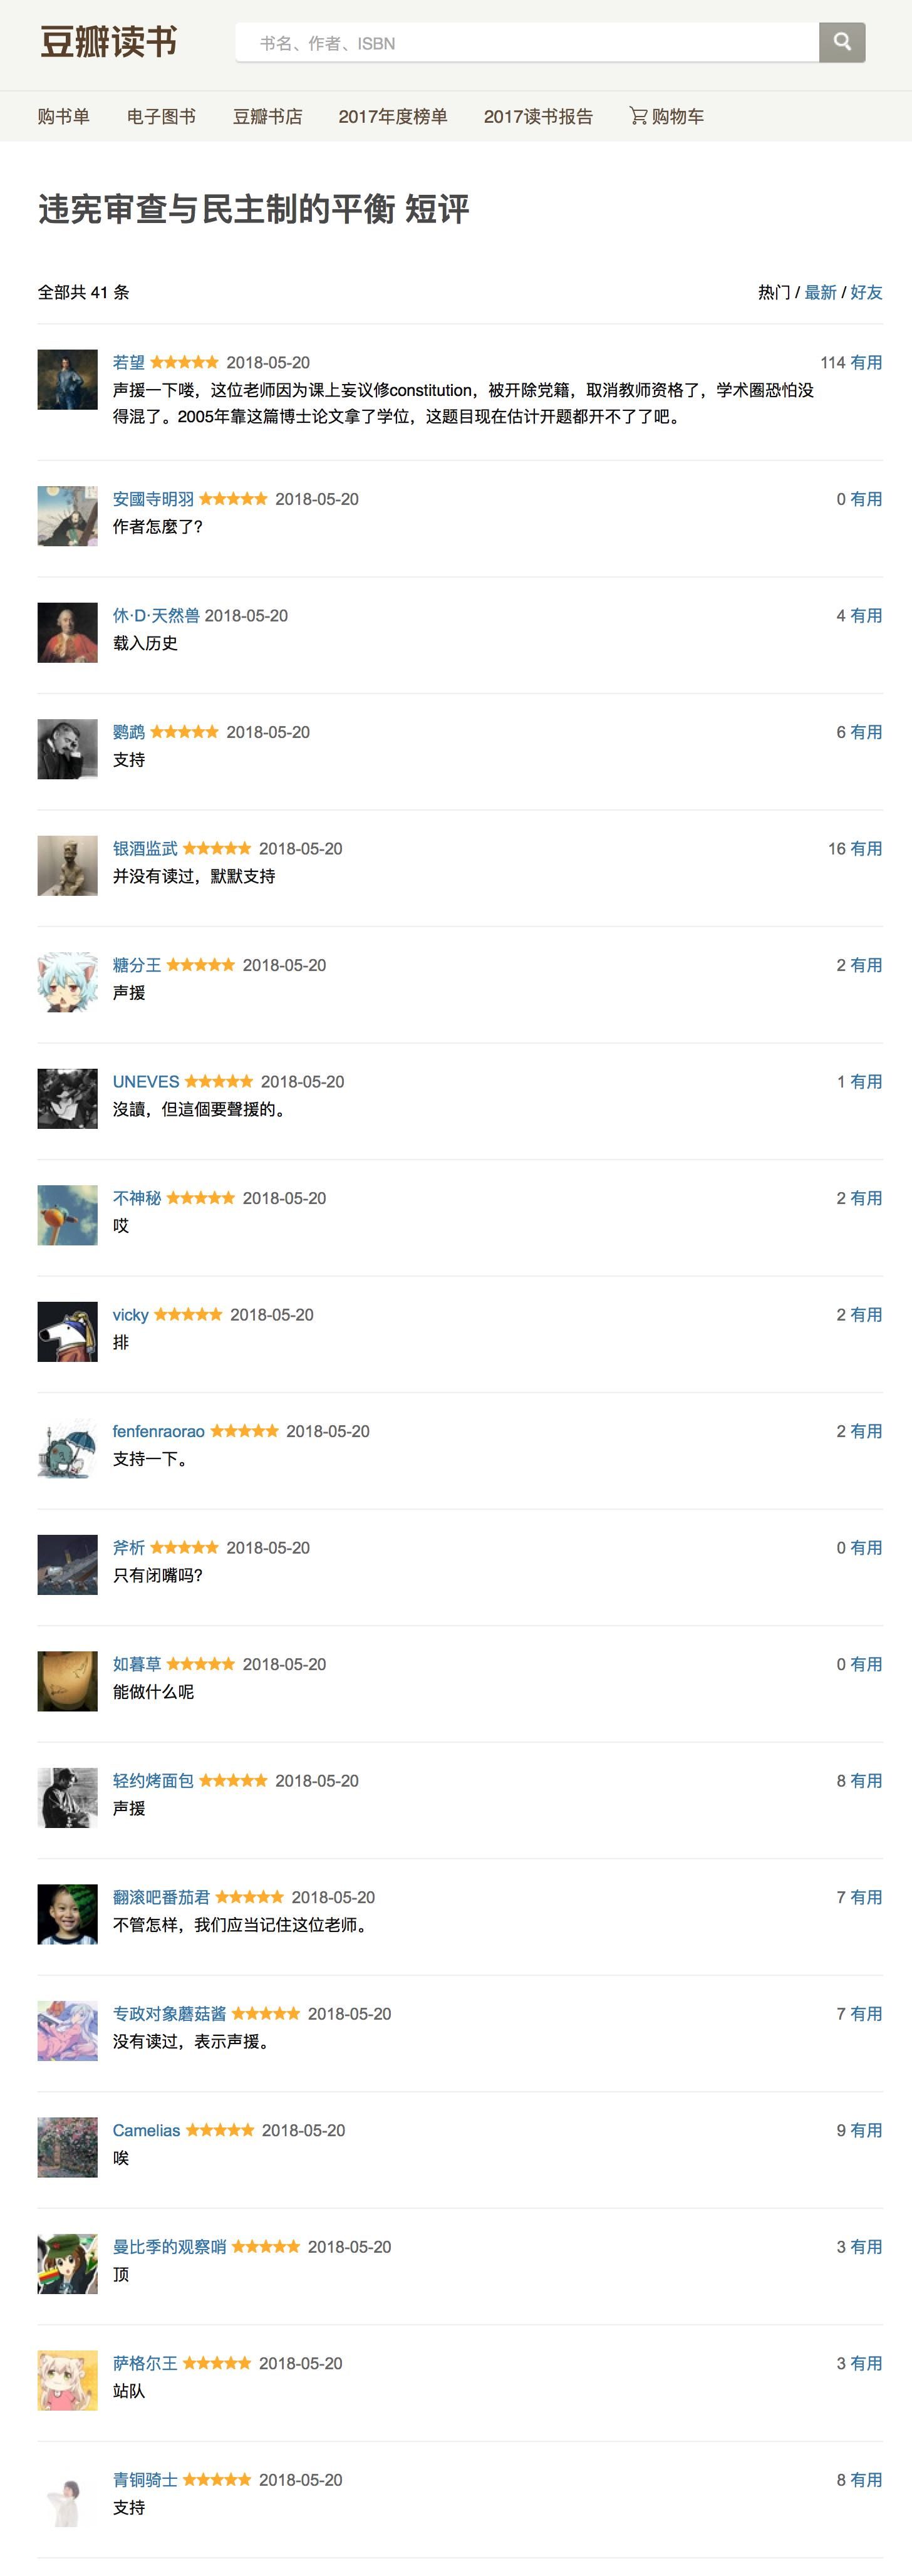 豆瓣读书
书名、作者、ISBN
购书单 电子图书 豆瓣书店 2017年度榜单 2017读书报告 购物车
违宪审查与民主制的平衡 短评
全部共 41 条 热门 / 最新 / 好友
若望 2018-05-20 114 有用
声援一下喽，这位老师因为课上妄议修constitution，被开除党籍，取消教师资格了，学术圈恐怕没
得混了。2005年靠这篇博士论文拿了学位，这题目现在估计开题都开不了了吧。
安國寺明羽 2018-05-20 0 有用
作者怎麼了?
休·D·天然兽 2018-05-20 4 有用
载入历史
鹦鹉 2018-05-20 6 有用
支持
银酒监武 2018-05-20 16 有用
并没有读过，默默支持
糖分王 2018-05-20 2 有用
声援
UNEVES 2018-05-20 1 有用
沒讀，但這個要聲援的。
不神秘 2018-05-20 2 有用
哎
vicky 2018-05-20 2 有用
排
fenfenraorao 2018-05-20 2 有用
支持一下。
斧析 2018-05-20 0 有用
只有闭嘴吗?
如暮草 2018-05-20 0 有用
能做什么呢
轻约烤面包 2018-05-20 8 有用
声援
翻滚吧番茄君 2018-05-20 7 有用
不管怎样，我们应当记住这位老师。
专政对象蘑菇酱 2018-05-20 7 有用
没有读过，表示声援。
Camelias 2018-05-20 9 有用
唉
曼比季的观察哨 2018-05-20 3 有用
顶
萨格尔王 2018-05-20 3 有用
站队
青铜骑士 2018-05-20 8 有用
支持